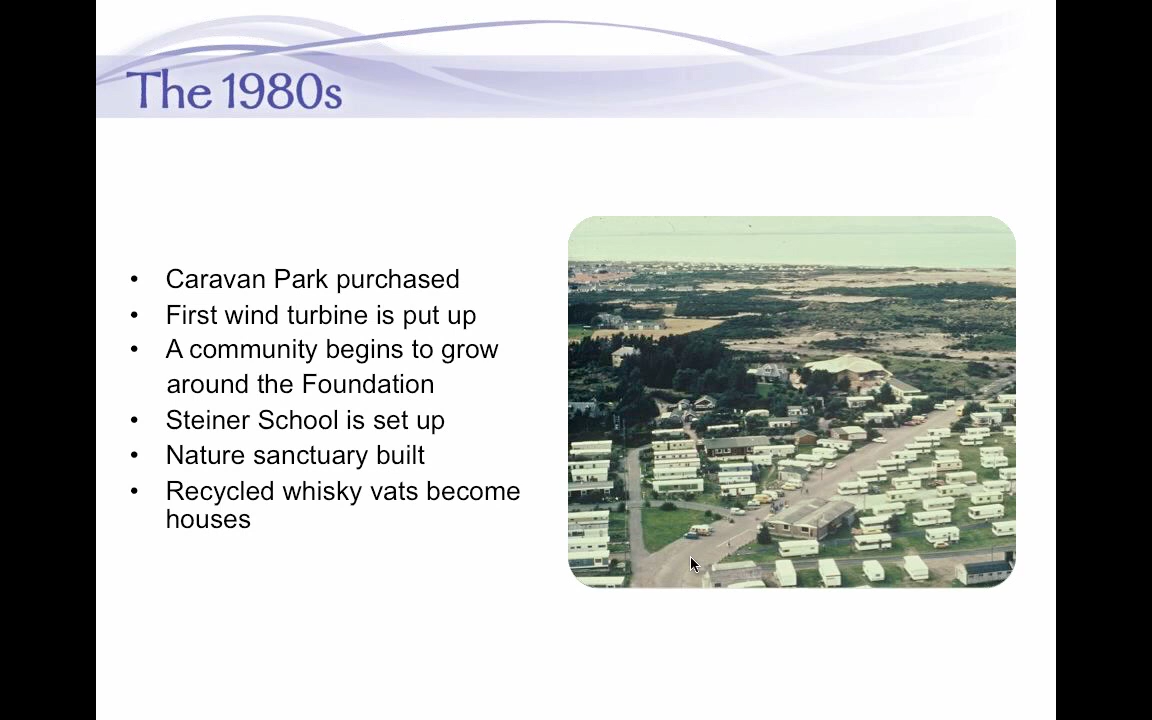 The 1980s
• Caravan Park purchased
• First wind turbine is put up
• A community begins to grow
around the Foundation
• Steiner School is set up
• Nature sanctuary built
• Recycled whisky vats become
houses